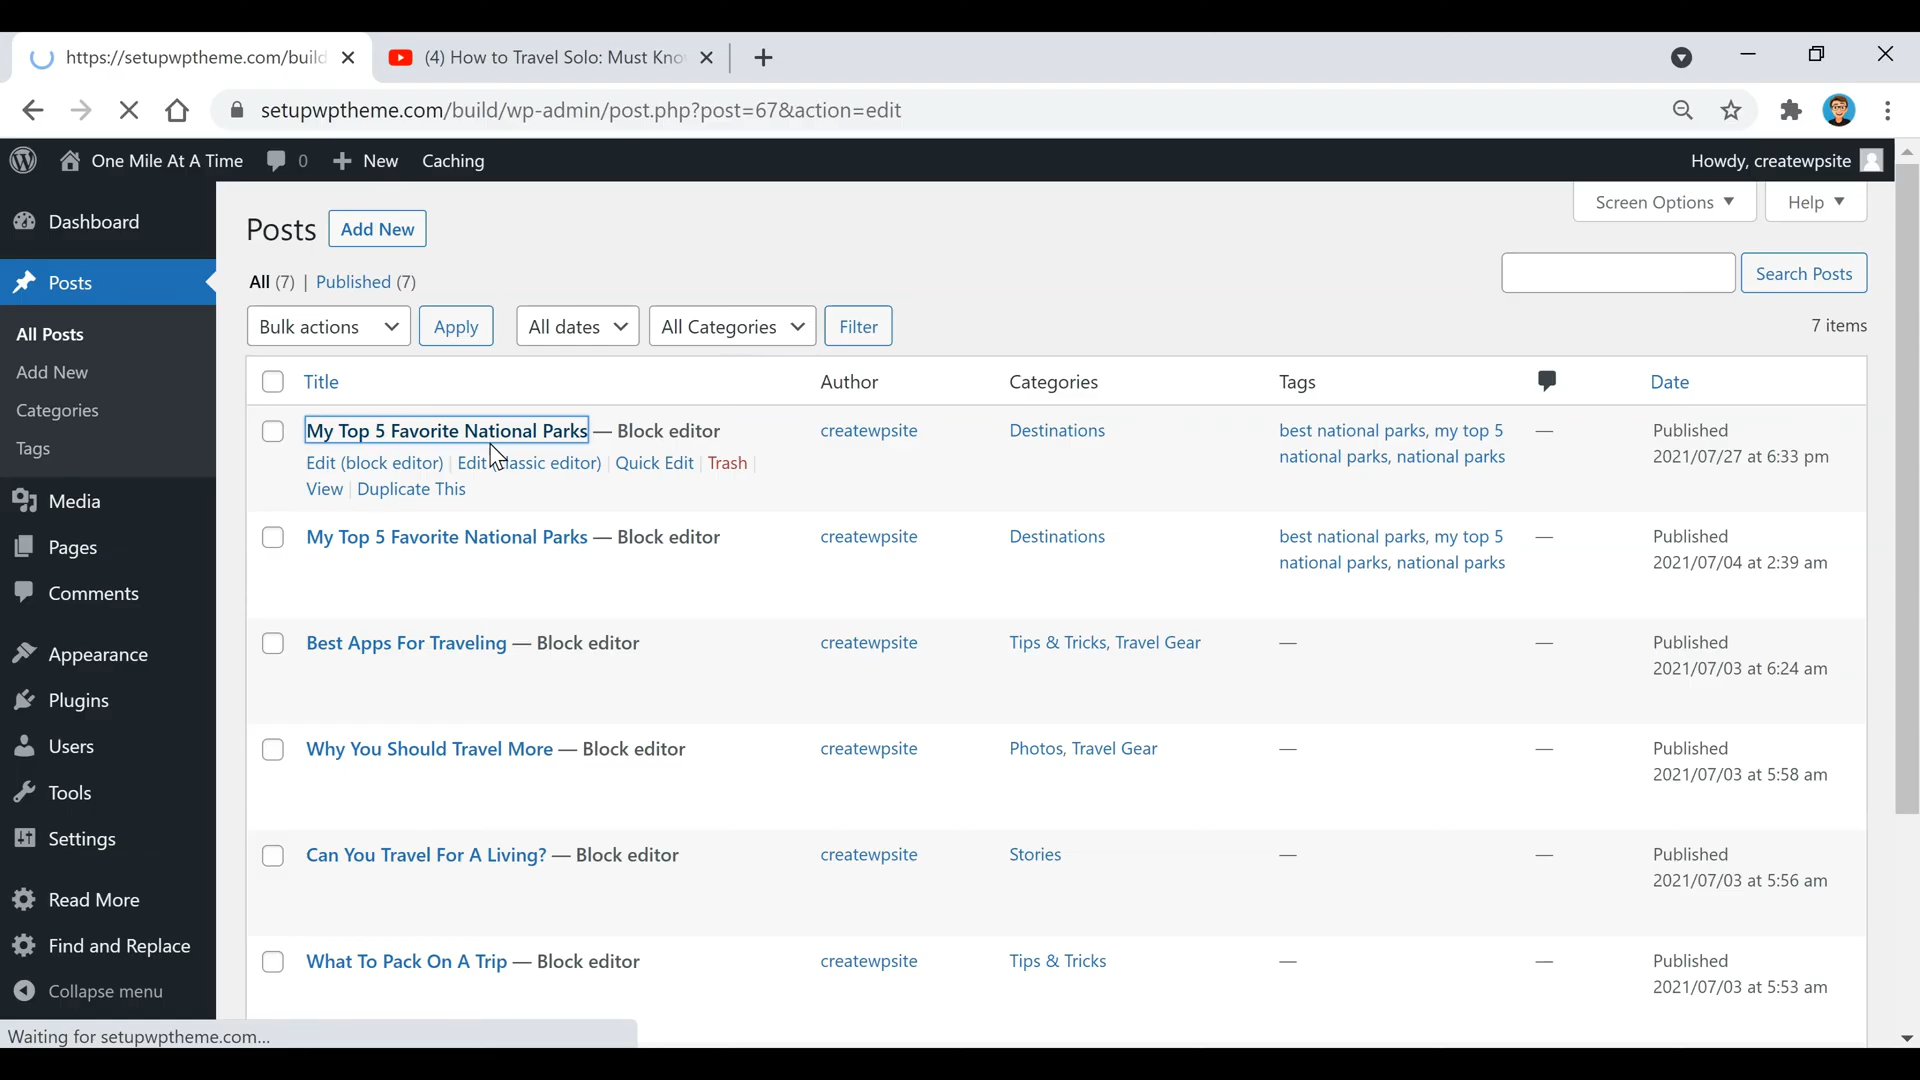 https://setupwptheme.com/build
(4) How to Travel Solo: Must Kno
setupwptheme.com/build/wp-admin/post.php?post=67&action=edit
One Mile At A Time 0 New Caching Howdy, createwpsite
Dashboard
Posts
All Posts
Add New
Categories
Tags
Media
Pages
Comments
Appearance
Plugins
Users
Tools
Settings
Read More
Find and Replace
Collapse menu
Posts Add New Screen Options Help
All (7) | Published (7) Search Posts
Bulk actions Apply All dates All Categories Filter 7 items
Title Author Categories Tags Date
My Top 5 Favorite National Parks — Block editor createwpsite Destinations best national parks, my top 5 — Published
national parks, national parks 2021/07/27 at 6:33 pm
Edit (block editor) | Edit classic editor) | Quick Edit | Trash |
View | Duplicate This
My Top 5 Favorite National Parks — Block editor createwpsite Destinations best national parks, my top 5 — Published
national parks, national parks 2021/07/04 at 2:39 am
Best Apps For Traveling — Block editor createwpsite Tips & Tricks, Travel Gear — — Published
2021/07/03 at 6:24 am
Why You Should Travel More — Block editor createwpsite Photos, Travel Gear — — Published
2021/07/03 at 5:58 am
Can You Travel For A Living? — Block editor createwpsite Stories — — Published
2021/07/03 at 5:56 am
What To Pack On A Trip — Block editor createwpsite Tips & Tricks — — Published
2021/07/03 at 5:53 am
Waiting for setupwptheme.com...